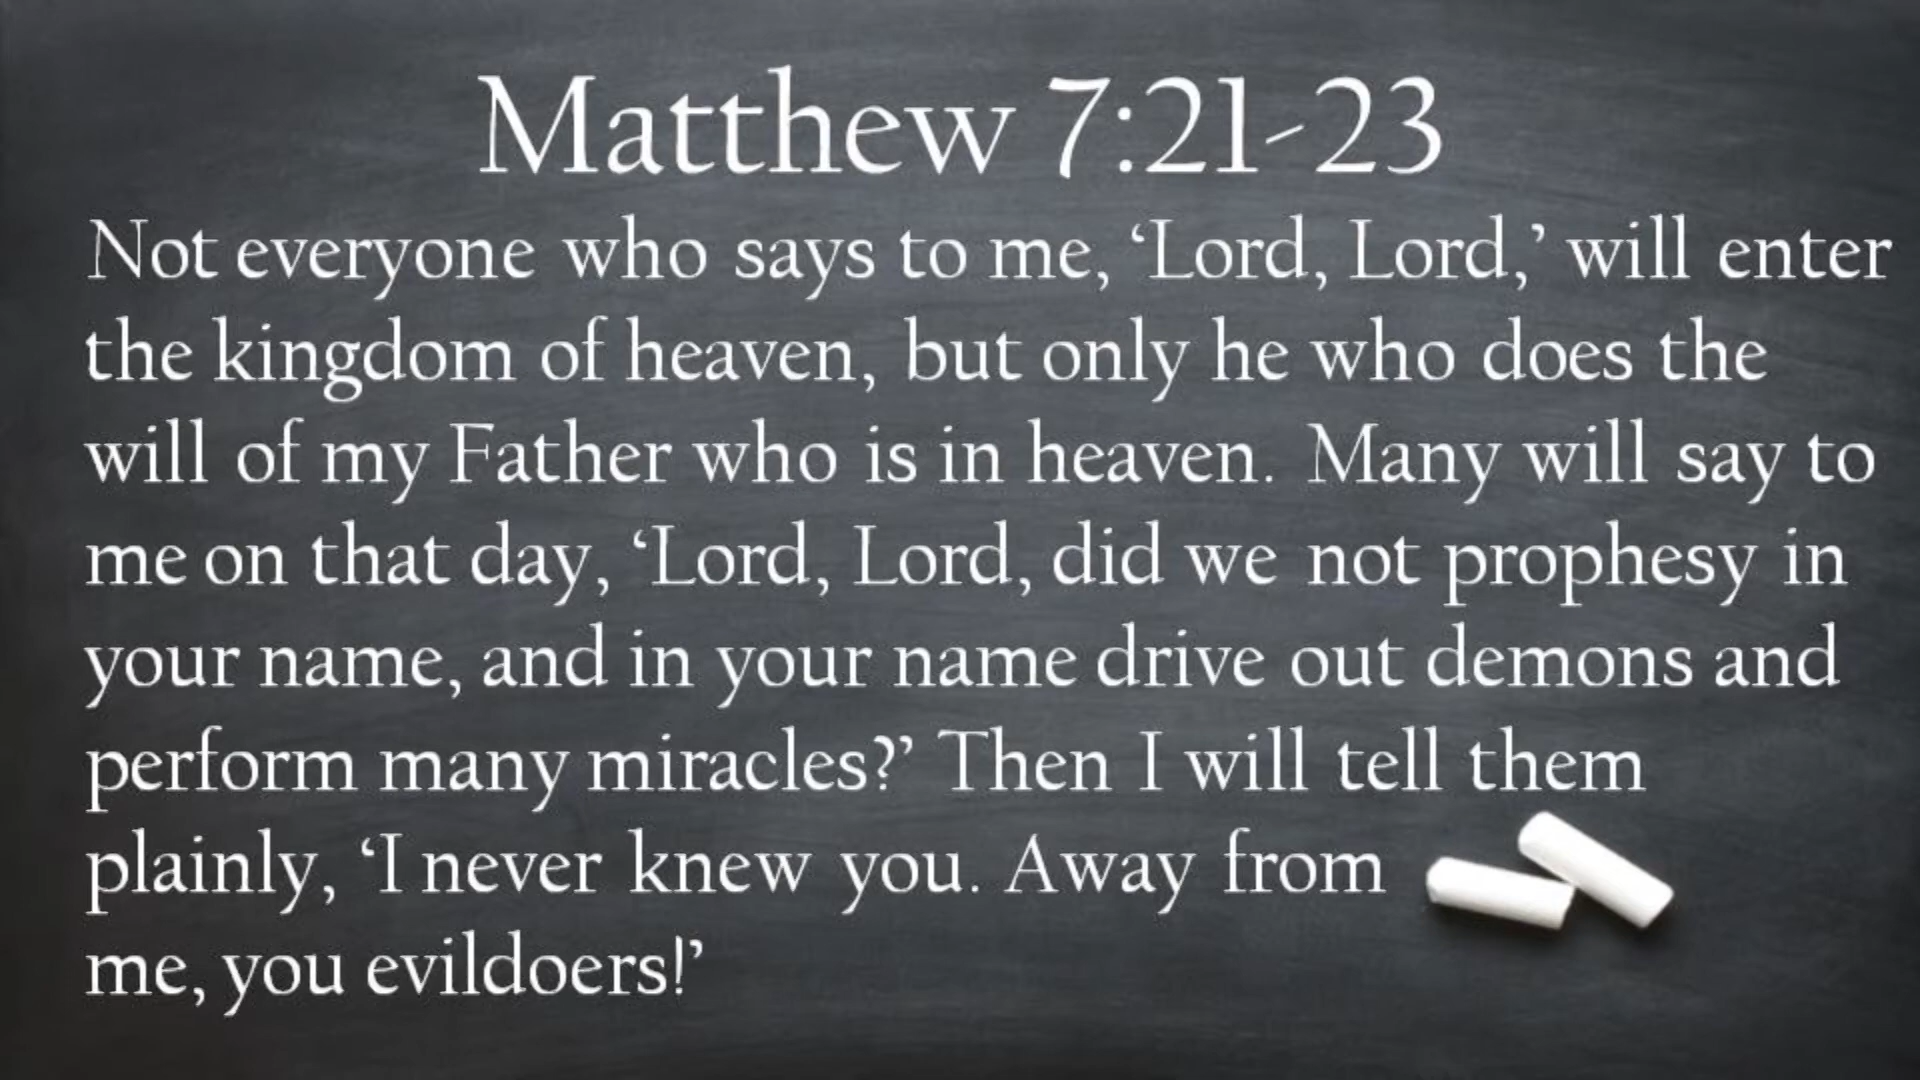 Matthew 7:21-23
Not everyone who says to me, ‘Lord, Lord,’ will enter
the kingdom of heaven, but only he who does the
will of my Father who is in heaven. Many will say to
me on that day, ‘Lord, Lord, did we not prophesy in
your name, and in your name drive out demons and
perform many miracles?’ Then I will tell them
plainly, ‘I never knew you. Away from
me, you evildoers!’